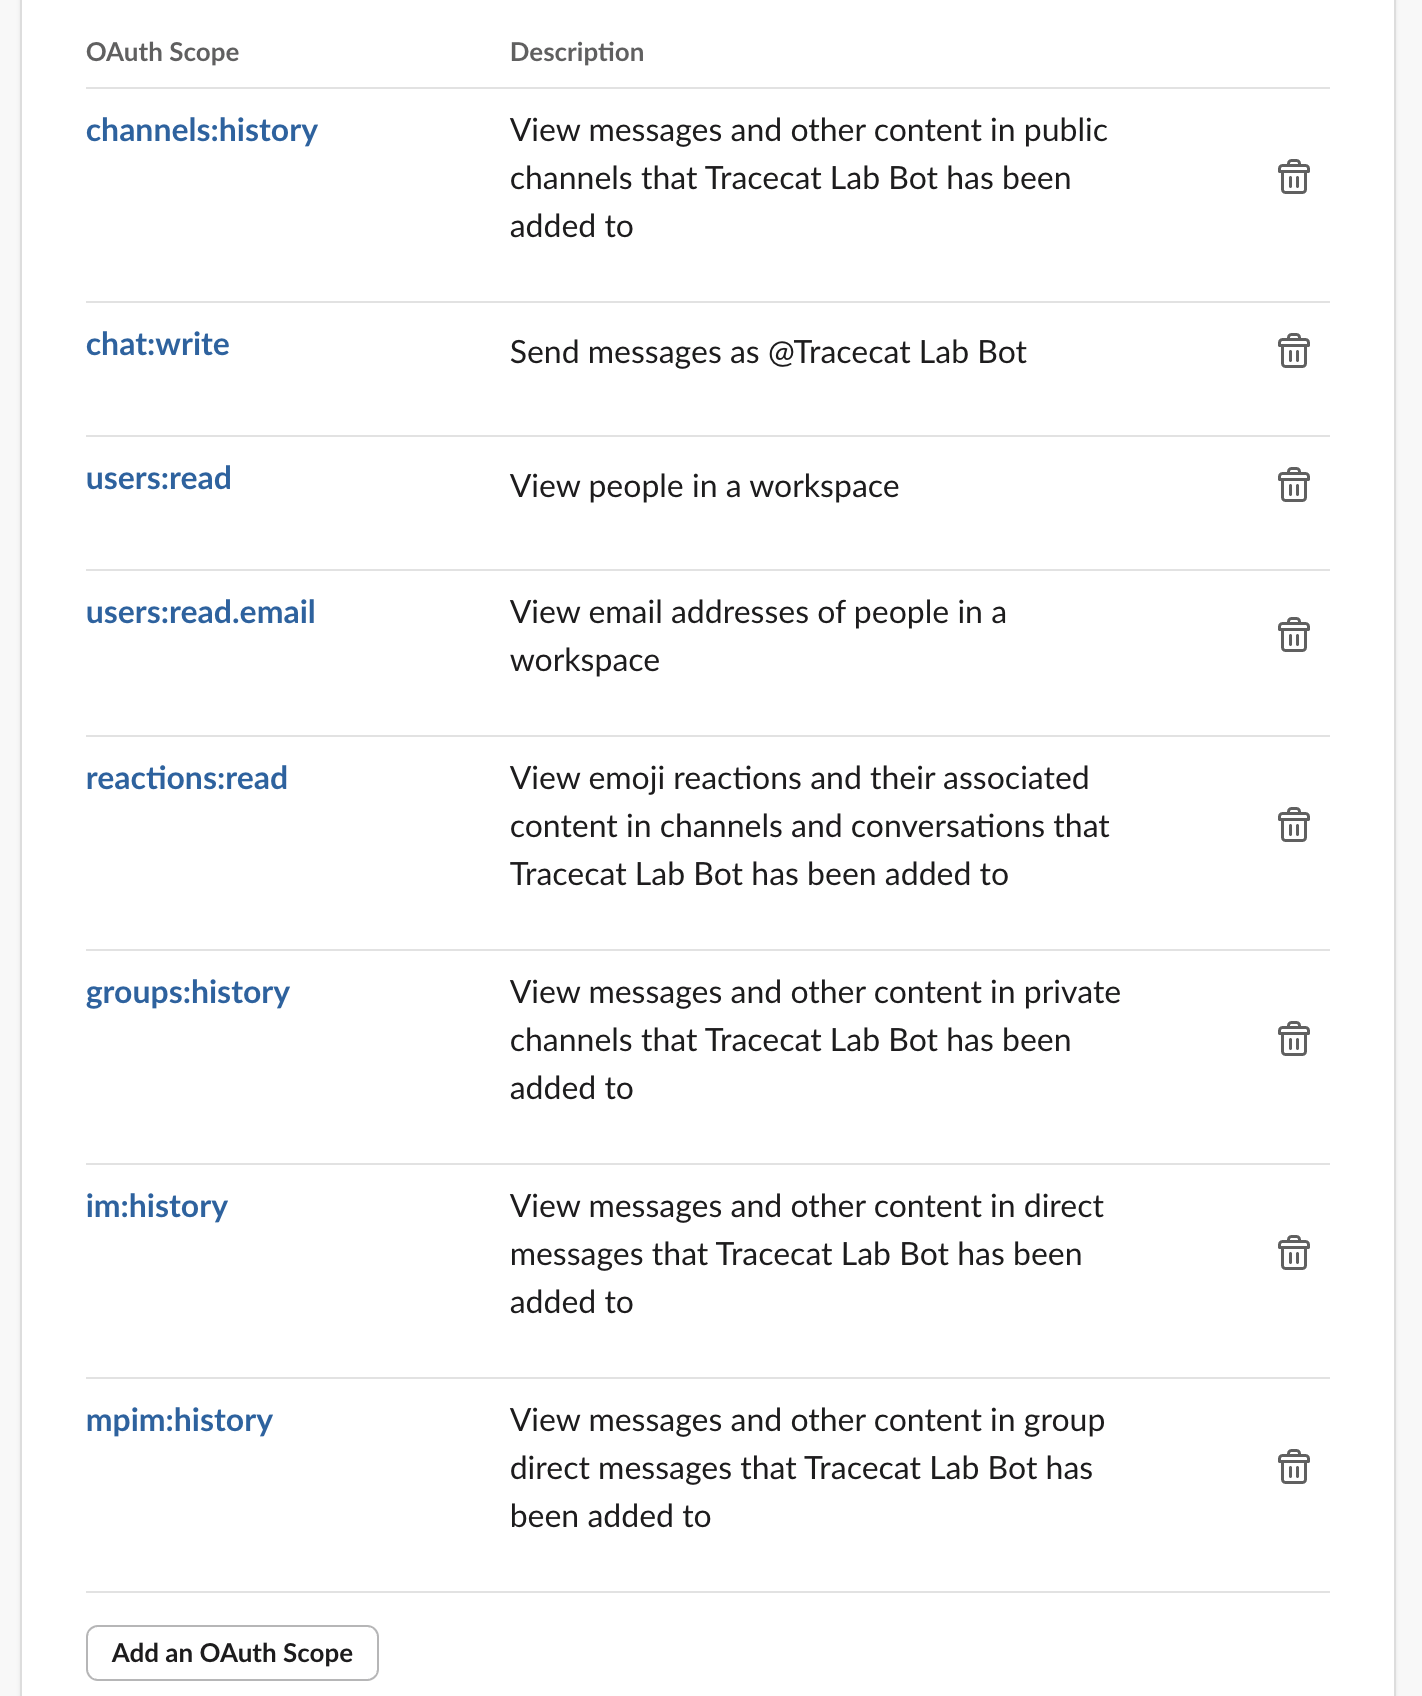 OAuth Scope
Description
channels:history
View messages and other content in public
channels that Tracecat Lab Bot has been
added to
chat:write
Send messages as @Tracecat Lab Bot
users:read
View people in a workspace
users:read.email
View email addresses of people in a
workspace
reactions:read
View emoji reactions and their associated
content in channels and conversations that
Tracecat Lab Bot has been added to
groups:history
View messages and other content in private
channels that Tracecat Lab Bot has been
added to
im:history
View messages and other content in direct
messages that Tracecat Lab Bot has been
added to
mpim:history
View messages and other content in group
direct messages that Tracecat Lab Bot has
been added to
Add an OAuth Scope